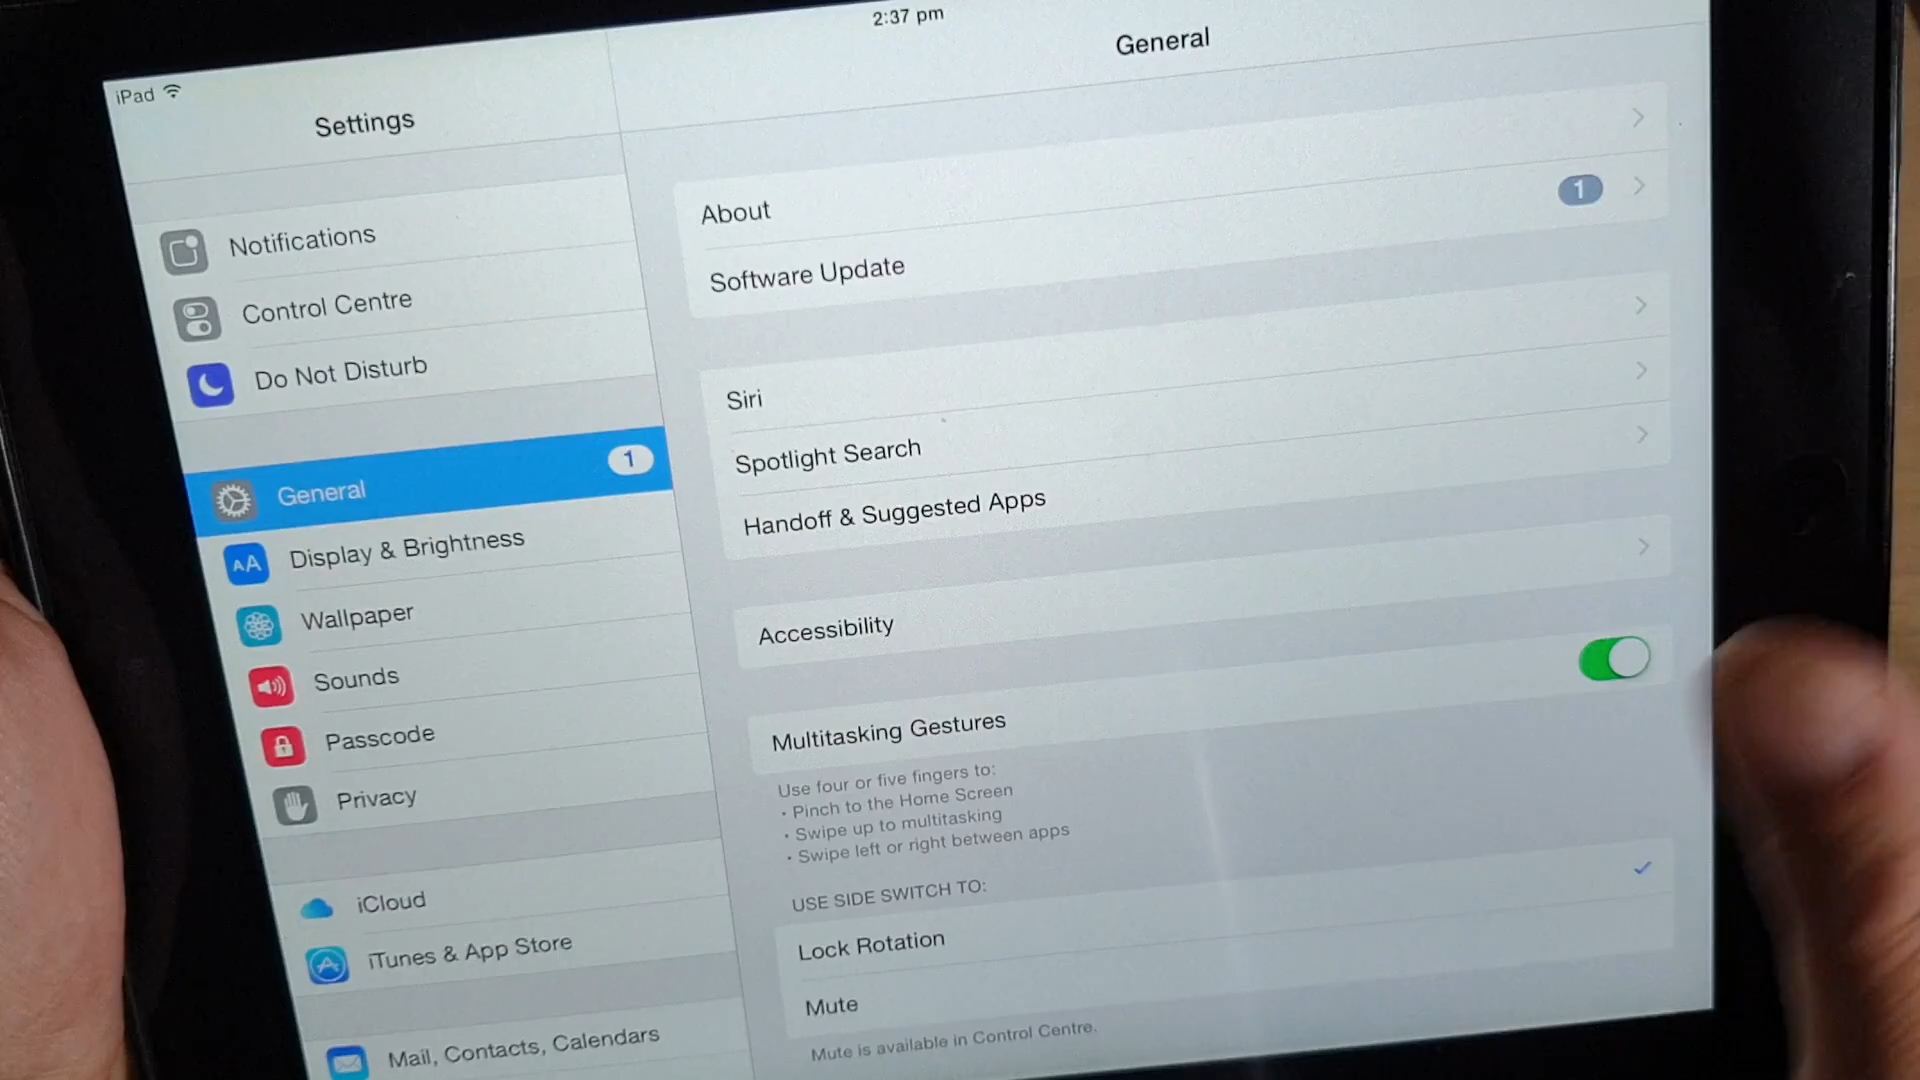 iPad
2:37 pm
Settings
Notifications
Control Centre
Do Not Disturb
General
1
AA
Display & Brightness
Wallpaper
Sounds
Passcode
Privacy
iCloud
iTunes & App Store
Mail, Contacts, Calendars
General
About
Software Update
1
Siri
Spotlight Search
Handoff & Suggested Apps
Accessibility
Multitasking Gestures
Use four or five fingers to:
• Pinch to the Home Screen
• Swipe up to multitasking
• Swipe left or right between apps
USE SIDE SWITCH TO:
Lock Rotation
Mute
Mute is available in Control Centre.